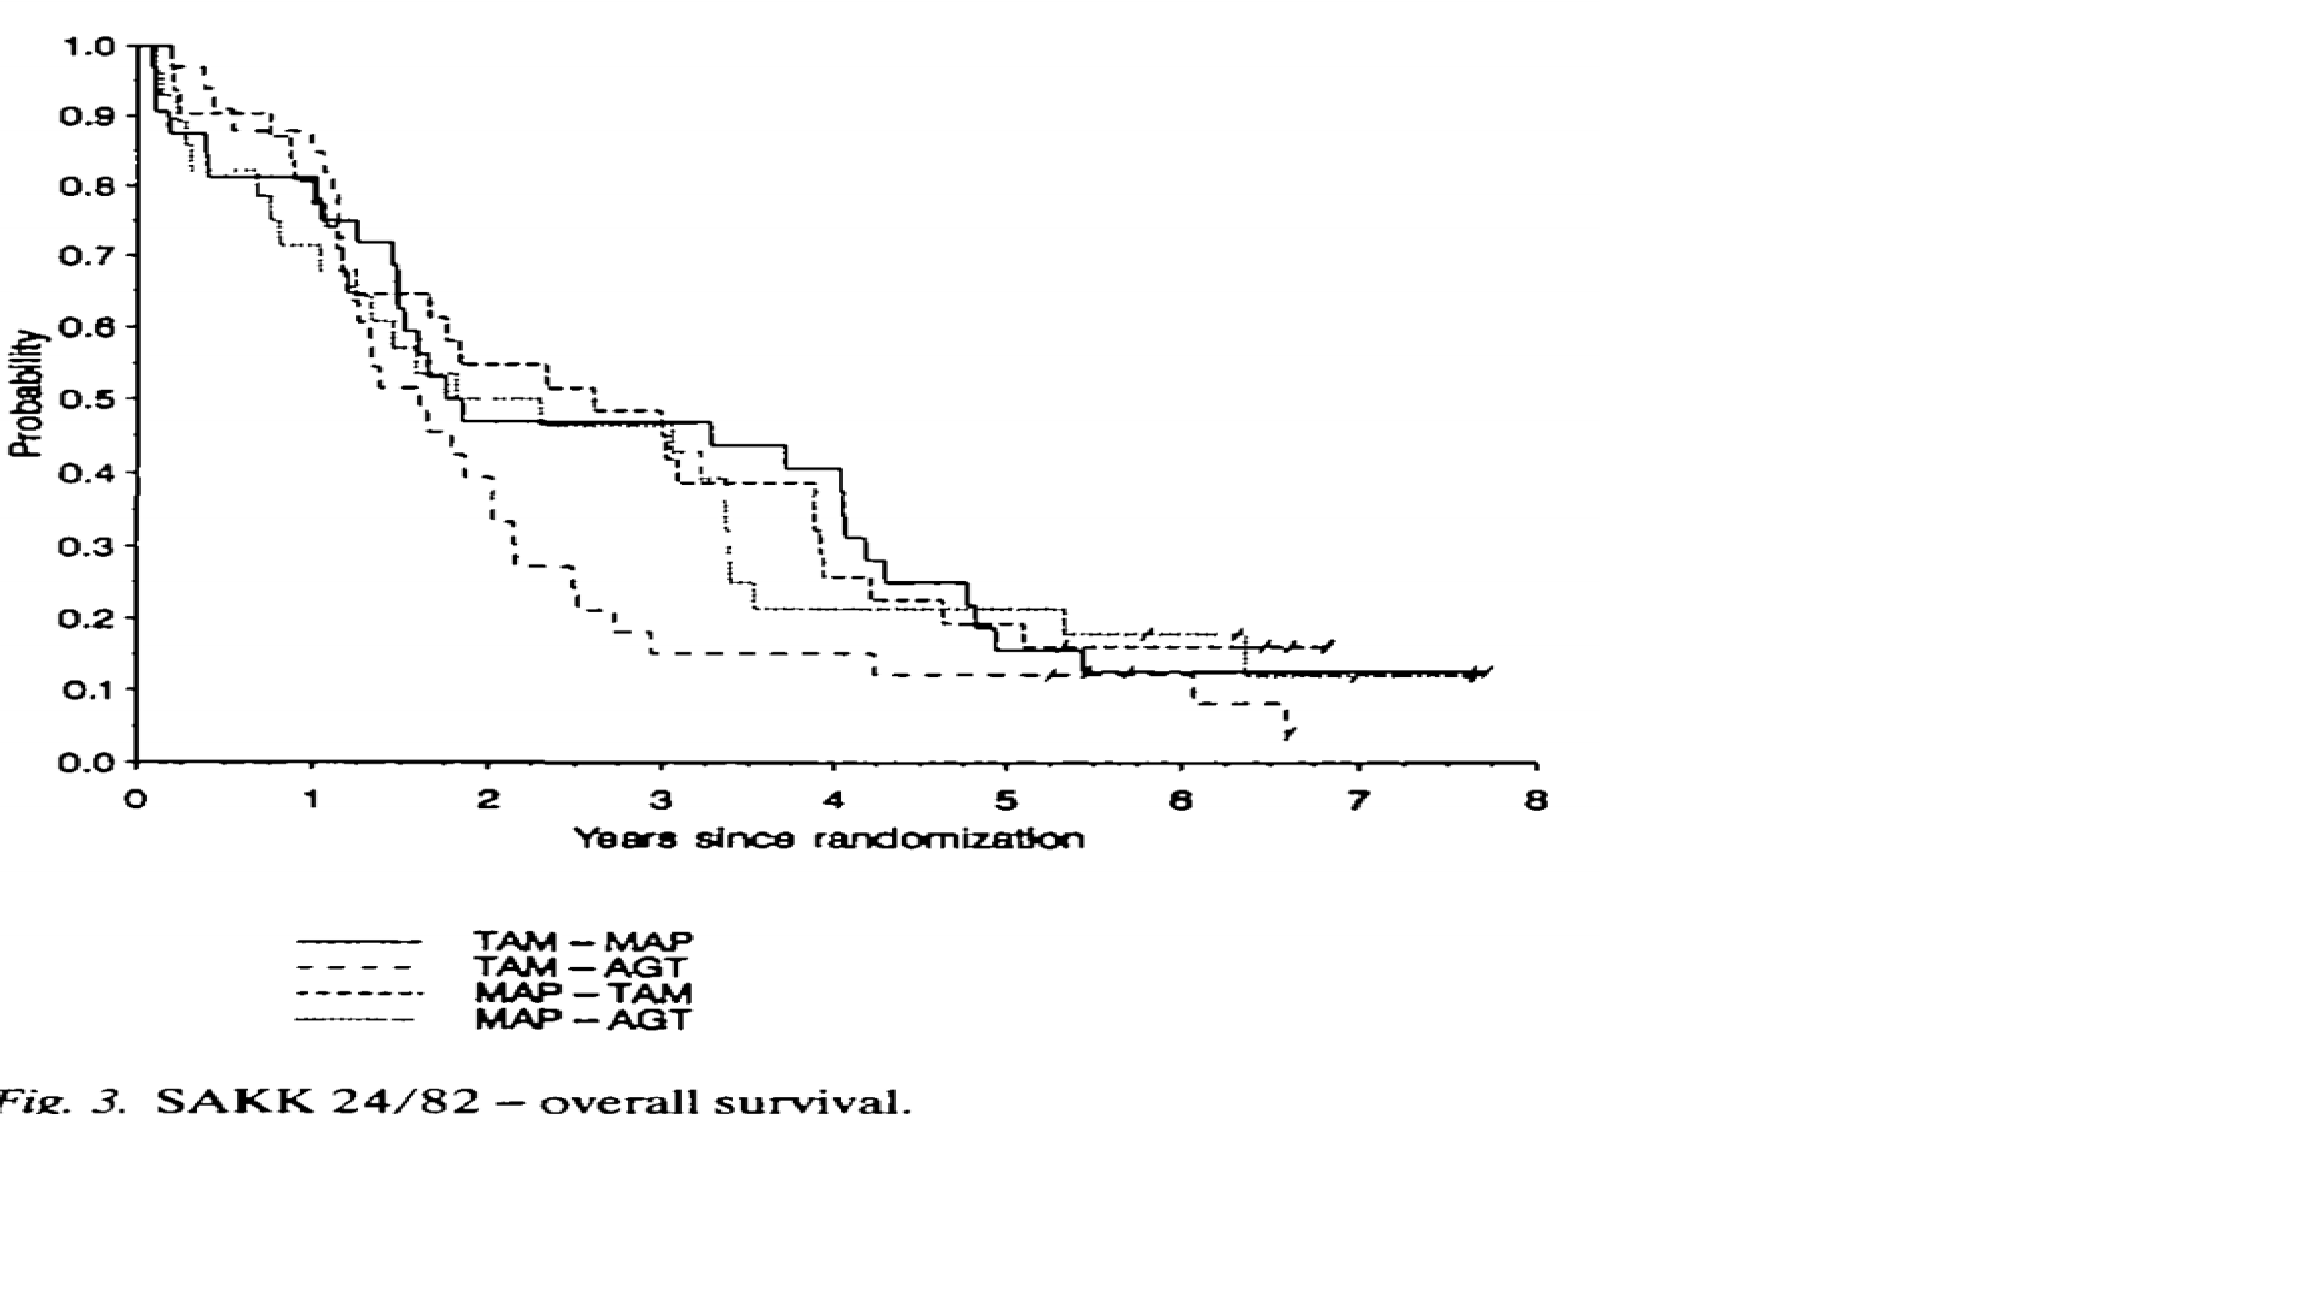 1.0
0.9
0.8
0.7
0.6
0.5
0.4
0.3
0.2
0.1
0.0
Probability
0 1 2 3 4 5 6 7 8
Years since randomization
TAM – MAP
TAM – AGT
MAP – TAM
MAP – AGT
Fig. 3. SAKK 24/82 – overall survival.